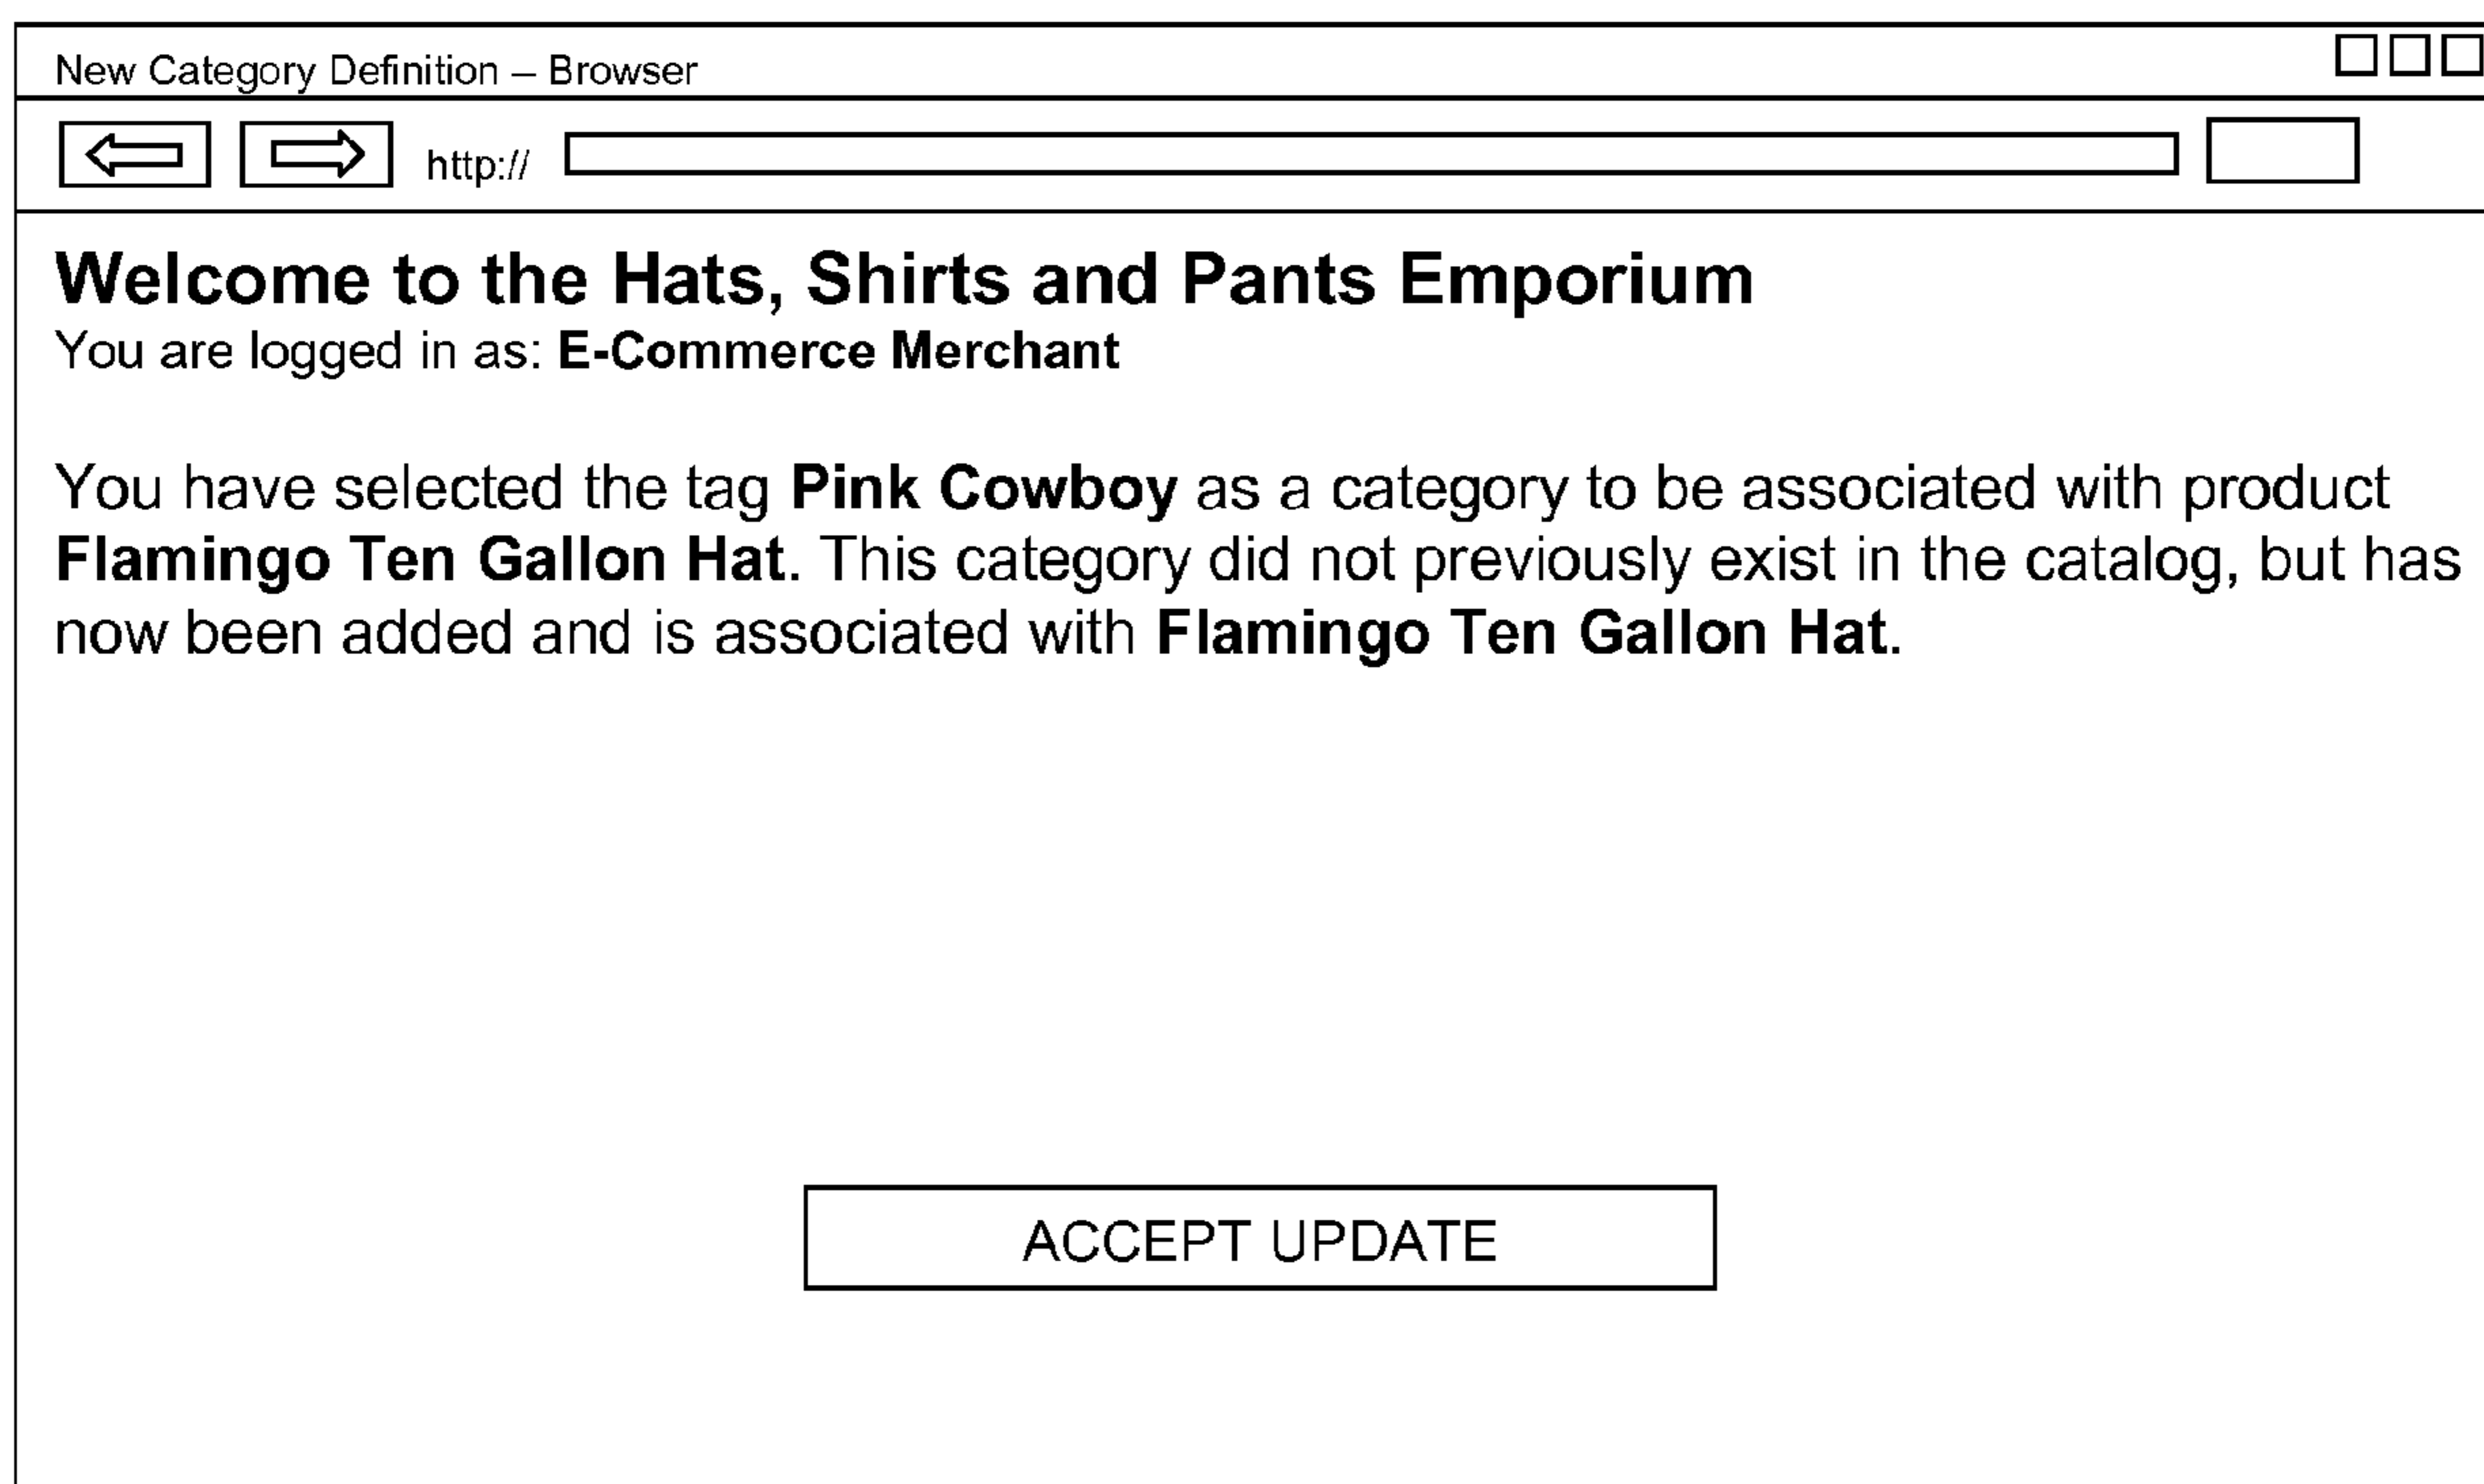 New Category Definition – Browser
http://
Welcome to the Hats, Shirts and Pants Emporium
You are logged in as: E-Commerce Merchant
You have selected the tag Pink Cowboy as a category to be associated with product
Flamingo Ten Gallon Hat. This category did not previously exist in the catalog, but has
now been added and is associated with Flamingo Ten Gallon Hat.
ACCEPT UPDATE